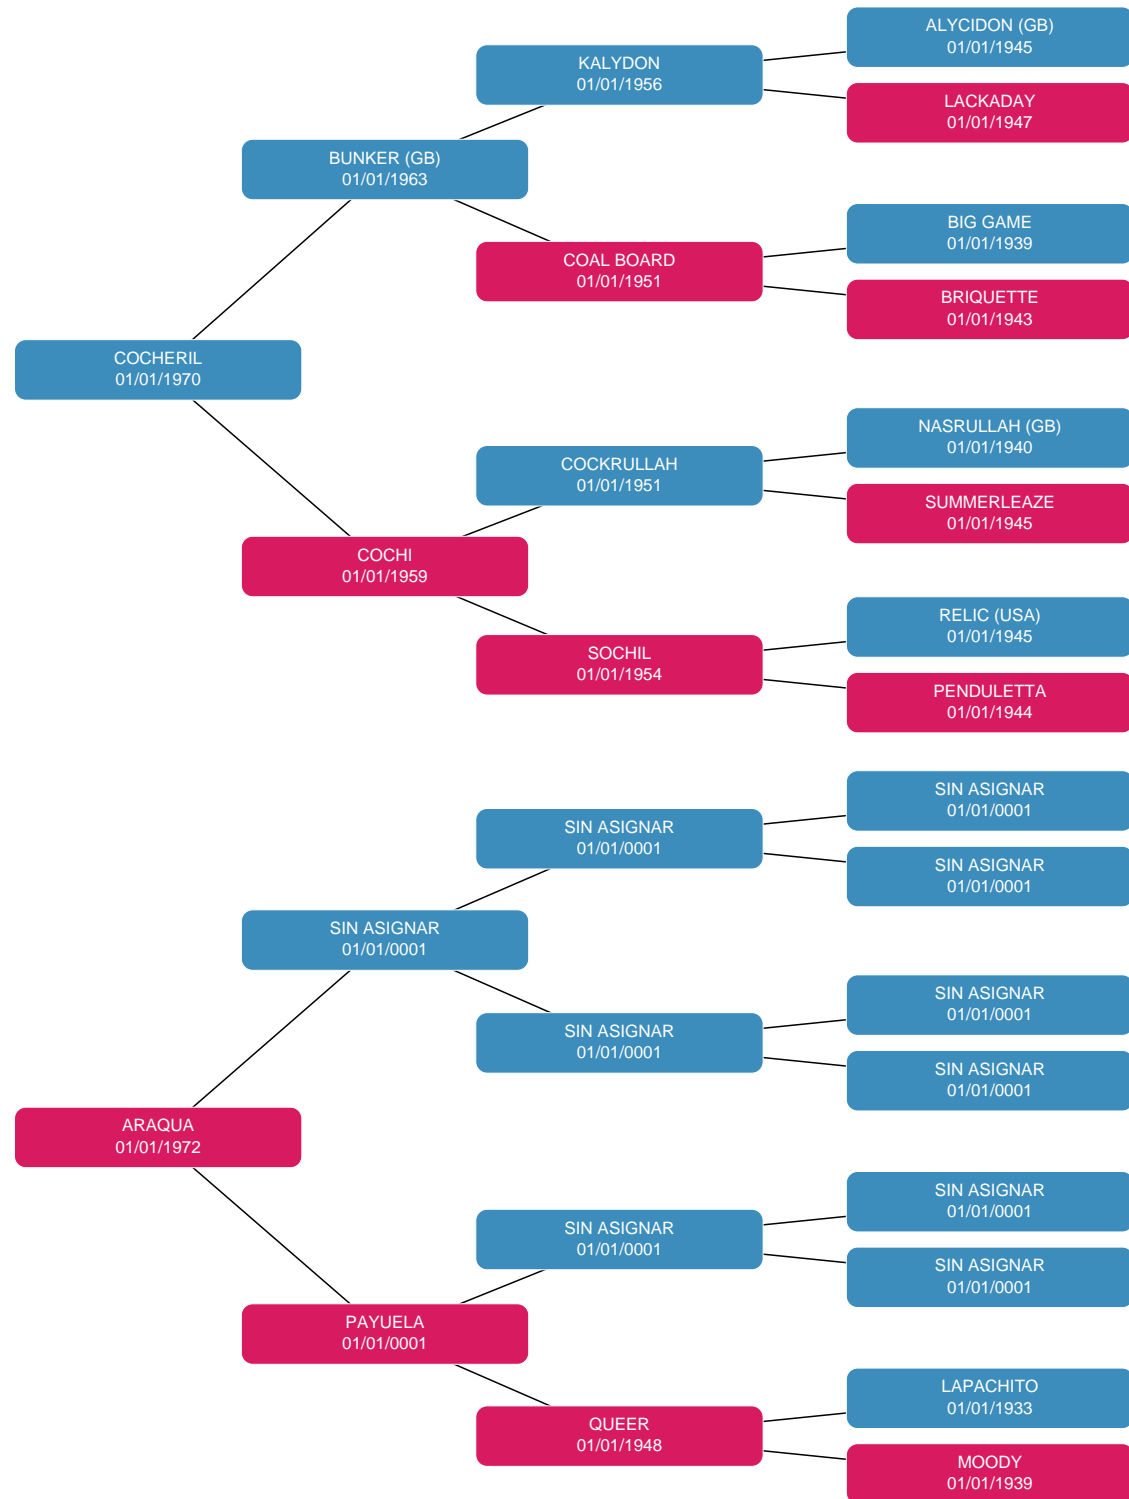 ALYCIDON (GB)
01/01/1945
KALYDON
01/01/1956
LACKADAY
01/01/1947
BUNKER (GB)
01/01/1963
BIG GAME
01/01/1939
COAL BOARD
01/01/1951
BRIQUETTE
01/01/1943
COCHERIL
01/01/1970
NASRULLAH (GB)
01/01/1940
COCKRULLAH
01/01/1951
SUMMERLEAZE
01/01/1945
COCHI
01/01/1959
RELIC (USA)
01/01/1945
SOCHIL
01/01/1954
PENDULETTA
01/01/1944
SIN ASIGNAR
01/01/0001
SIN ASIGNAR
01/01/0001
SIN ASIGNAR
01/01/0001
SIN ASIGNAR
01/01/0001
SIN ASIGNAR
01/01/0001
SIN ASIGNAR
01/01/0001
SIN ASIGNAR
01/01/0001
ARAQUA
01/01/1972
SIN ASIGNAR
01/01/0001
SIN ASIGNAR
01/01/0001
SIN ASIGNAR
01/01/0001
PAYUELA
01/01/0001
LAPACHITO
01/01/1933
QUEER
01/01/1948
MOODY
01/01/1939